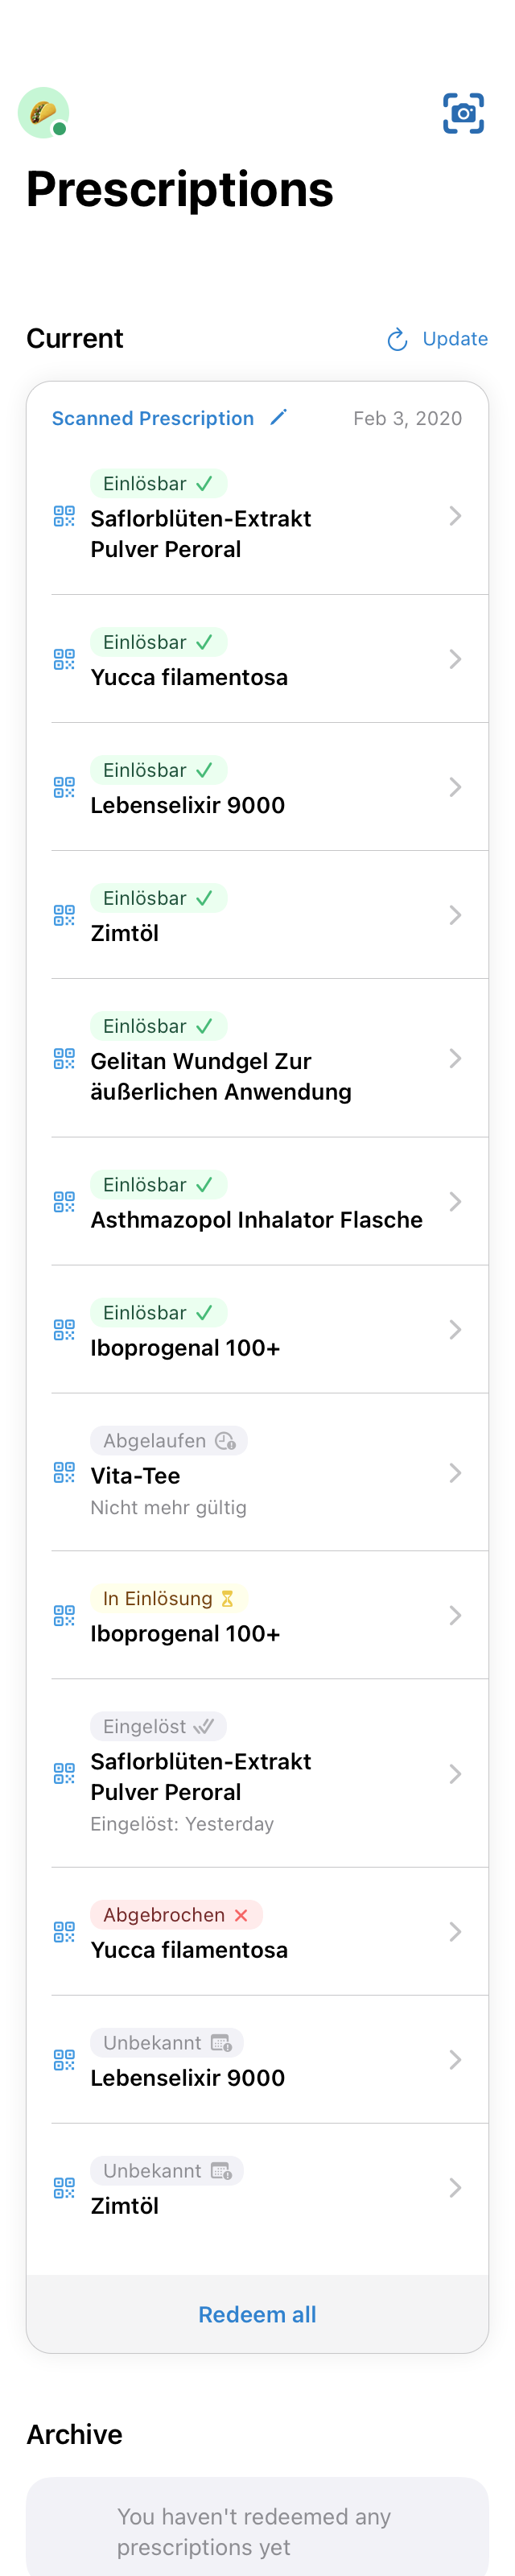 Prescriptions
Current
Update
Scanned Prescription
Feb 3, 2020
Einlösbar
Saflorblüten-Extrakt
Pulver Peroral
Einlösbar
Yucca filamentosa
Einlösbar
Lebenselixir 9000
Einlösbar
Zimtöl
Einlösbar
Gelitan Wundgel Zur
äußerlichen Anwendung
Einlösbar
Asthmazopol Inhalator Flasche
Einlösbar
Iboprogenal 100+
Abgelaufen
Vita-Tee
Nicht mehr gültig
In Einlösung
Iboprogenal 100+
Eingelöst
Saflorblüten-Extrakt
Pulver Peroral
Eingelöst: Yesterday
Abgebrochen
Yucca filamentosa
Unbekannt
Lebenselixir 9000
Unbekannt
Zimtöl
Redeem all
Archive
You haven't redeemed any
prescriptions yet